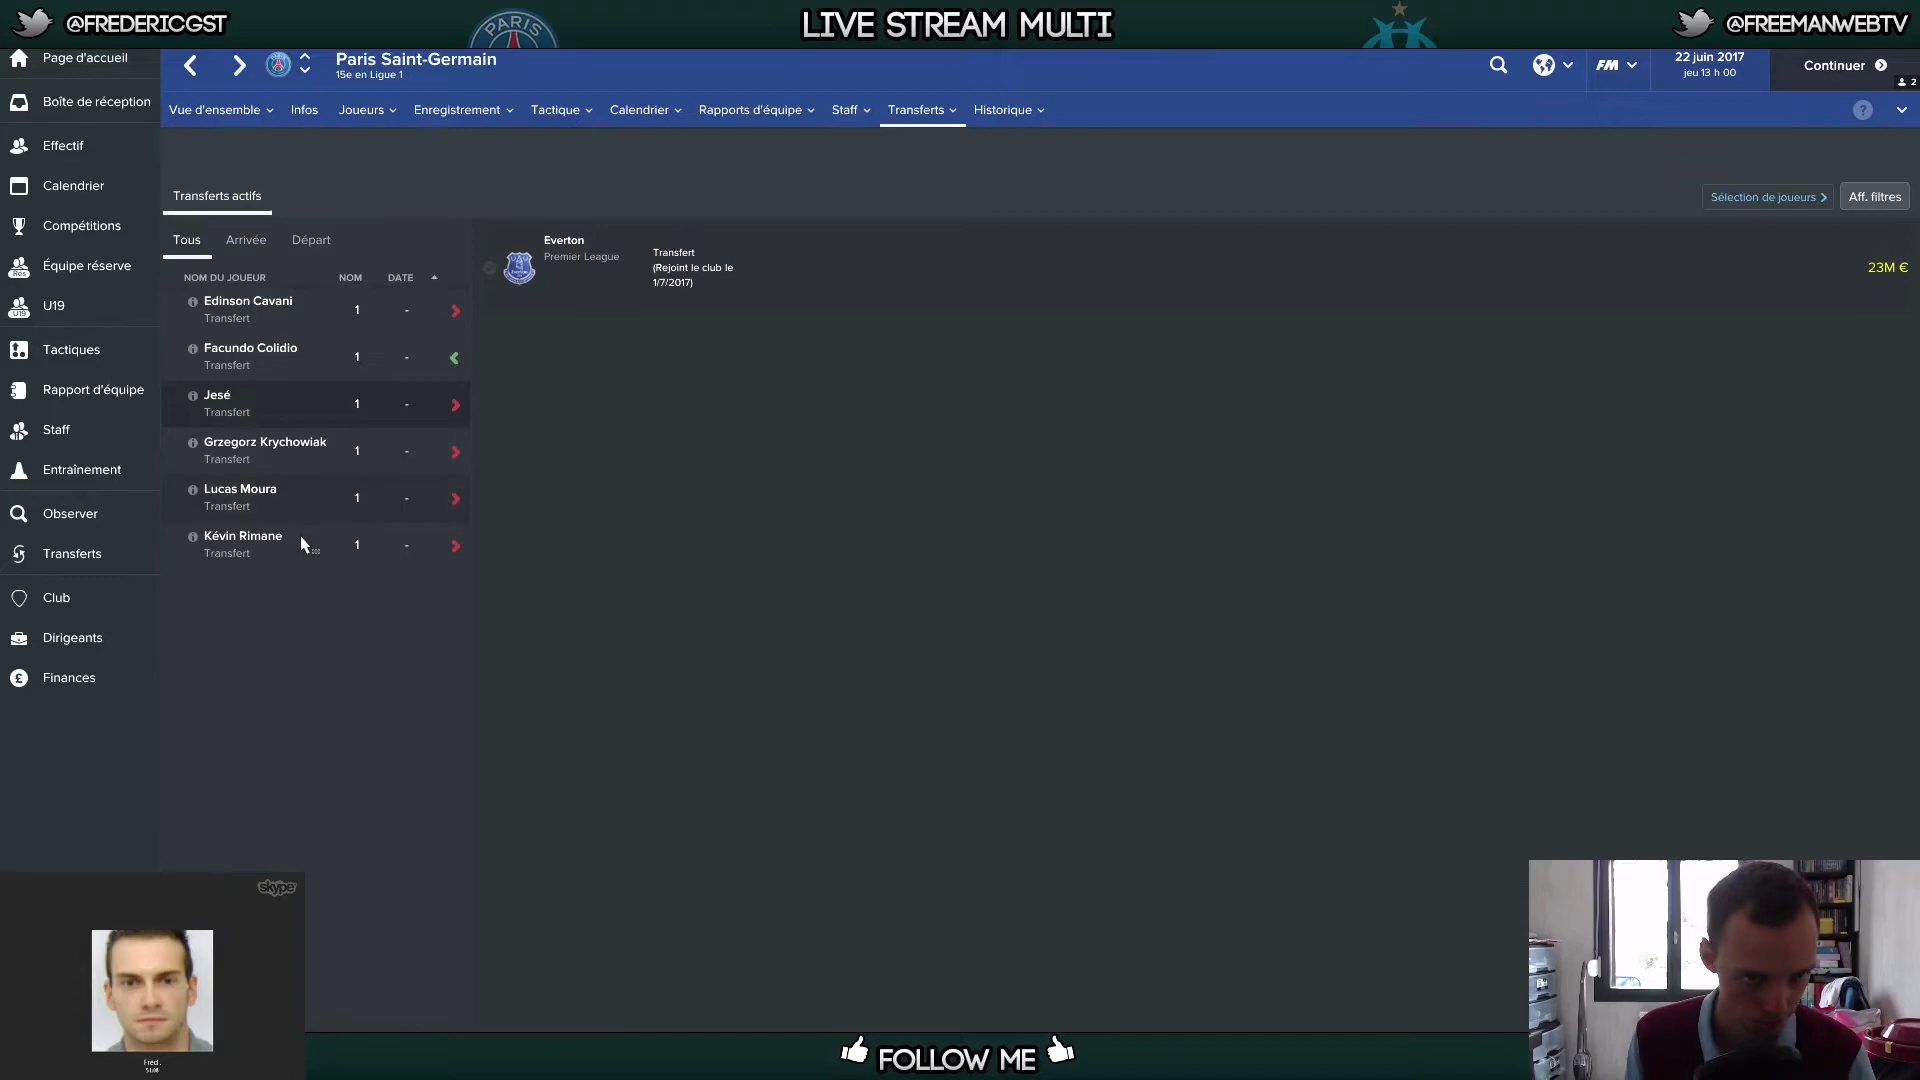 @FREDERICGST
PARIS
LIVE STREAM MULTI
@FREEMANWEBTV
Page d'accueil
Boîte de réception
Effectif
Calendrier
Compétitions
Rés
Équipe réserve
U19
U19
Tactiques
Rapport d'équipe
Staff
Entraînement
Observer
Transferts
Club
Dirigeants
£ Finances
Paris Saint-Germain
15e en Ligue 1
FM
22 juin 2017
jeu 13 h 00
Continuer
2
Vue d'ensemble
Infos
Joueurs
Enregistrement
Tactique
Calendrier
Rapports d'équipe
Staff
Transferts
Historique
?
Transferts actifs
Sélection de joueurs
Aff. filtres
Tous
Arrivée
Départ
NOM DU JOUEUR NOM DATE
Edinson Cavani 1 -
Transfert
Facundo Colidio 1 -
Transfert
Jesé 1 -
Transfert
Grzegorz Krychowiak 1 -
Transfert
Lucas Moura 1 -
Transfert
Kévin Rimane 1 -
Transfert
Everton
Premier League
Transfert
(Rejoint le club le
1/7/2017)
23M €
skype
FOLLOW ME